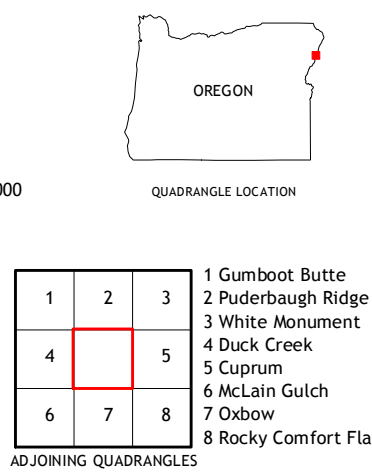 OREGON
000
QUADRANGLE LOCATION
1 2 3
4 5
6 7 8
1 Gumboot Butte
2 Puderbaugh Ridge
3 White Monument
4 Duck Creek
5 Cuprum
6 McLain Gulch
7 Oxbow
8 Rocky Comfort Fla
ADJOINING QUADRANGLES